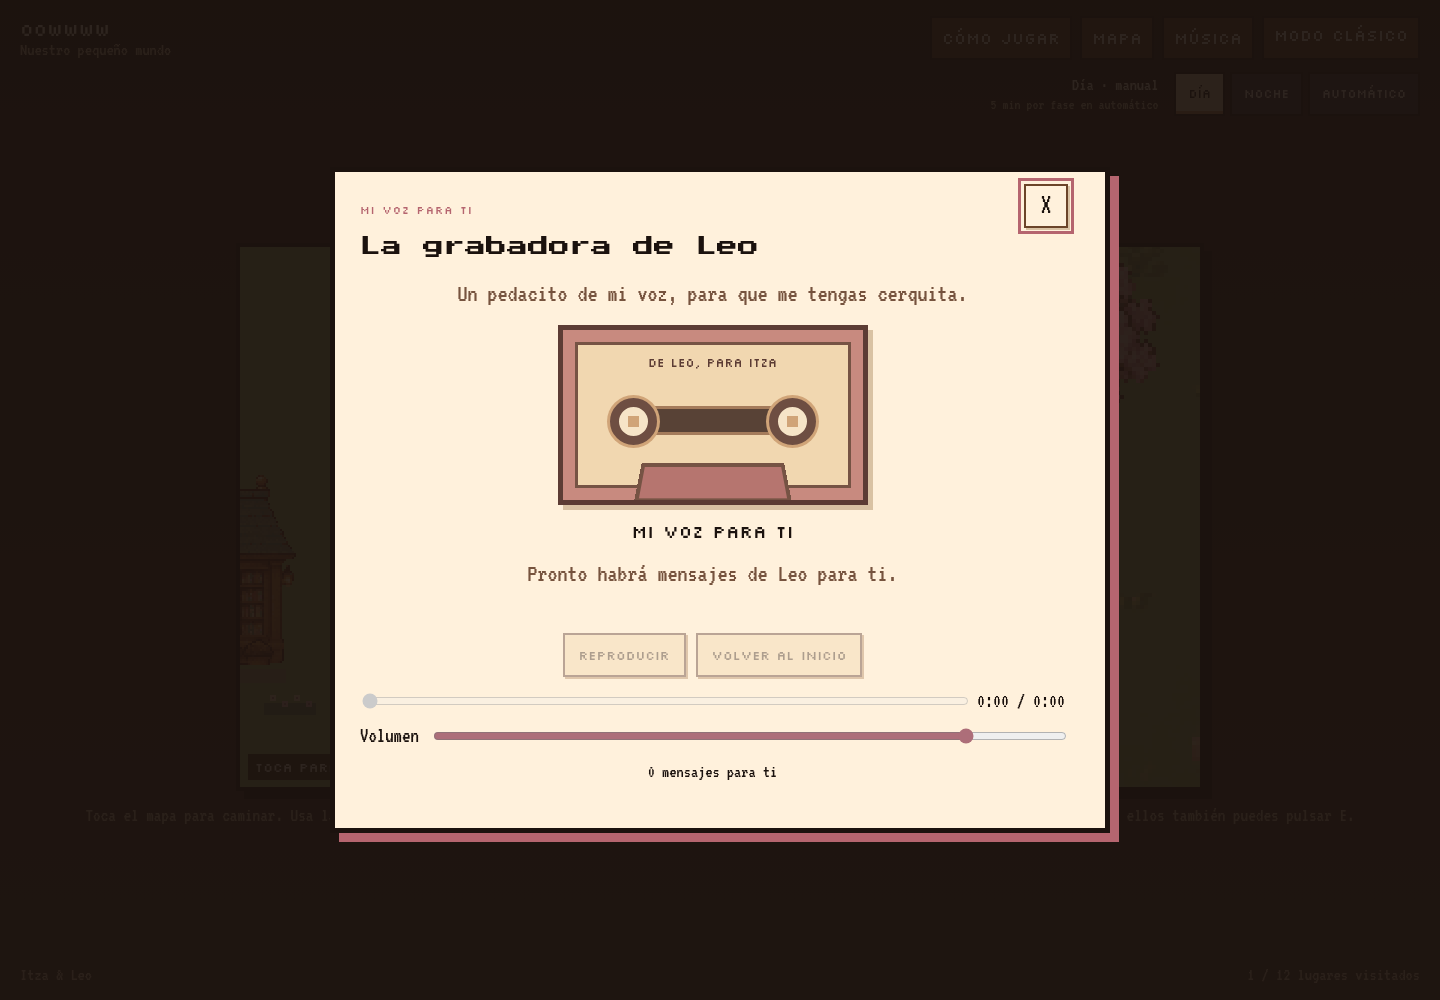 OOWWWW
Nuestro pequeño mundo
CÓMO JUGAR
MAPA
MÚSICA
MODO CLÁSICO
Día · manual
5 min por fase en automático
DÍA
NOCHE
AUTOMÁTICO
MI VOZ PARA TI
X
La grabadora de Leo
Un pedacito de mi voz, para que me tengas cerquita.
DE LEO, PARA ITZA
MI VOZ PARA TI
Pronto habrá mensajes de Leo para ti.
REPRODUCIR
VOLVER AL INICIO
0:00 / 0:00
Volumen
0 mensajes para ti
TOCA PAR
Toca el mapa para caminar. Usa l
ellos también puedes pulsar E.
Itza & Leo
1 / 12 lugares visitados